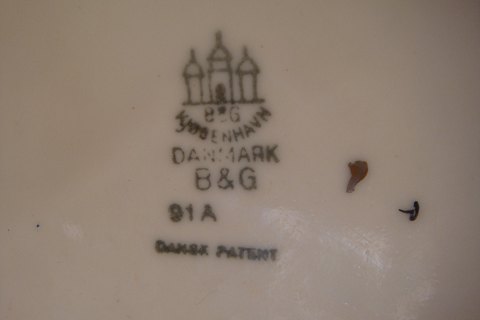 B&G
KJØBENHAVN
DANMARK
B&G
91 A
DANSK PATENT